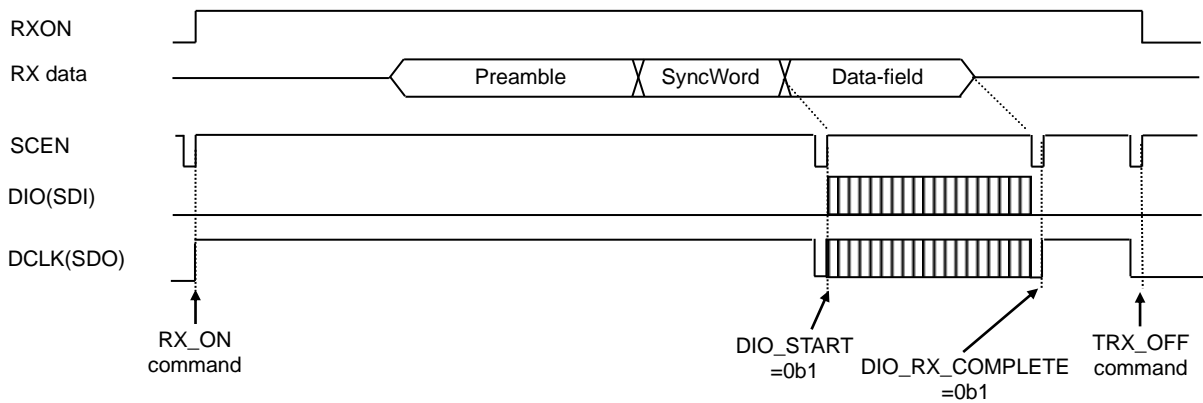 RXON
RX data
Preamble
SyncWord
Data-field
SCEN
DIO(SDI)
DCLK(SDO)
RX_ON
command
DIO_START
=0b1
DIO_RX_COMPLETE
=0b1
TRX_OFF
command